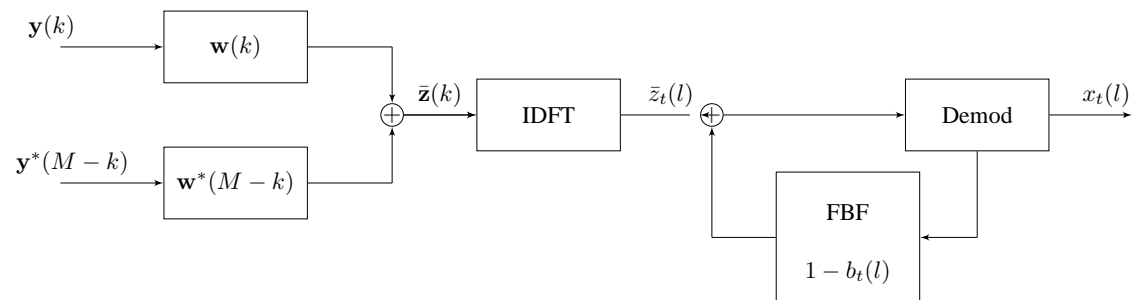 y(k)
w(k)
z̄(k)
IDFT
z̄_t(l)
Demod
x_t(l)
y*(M − k)
w*(M − k)
FBF
1 − b_t(l)